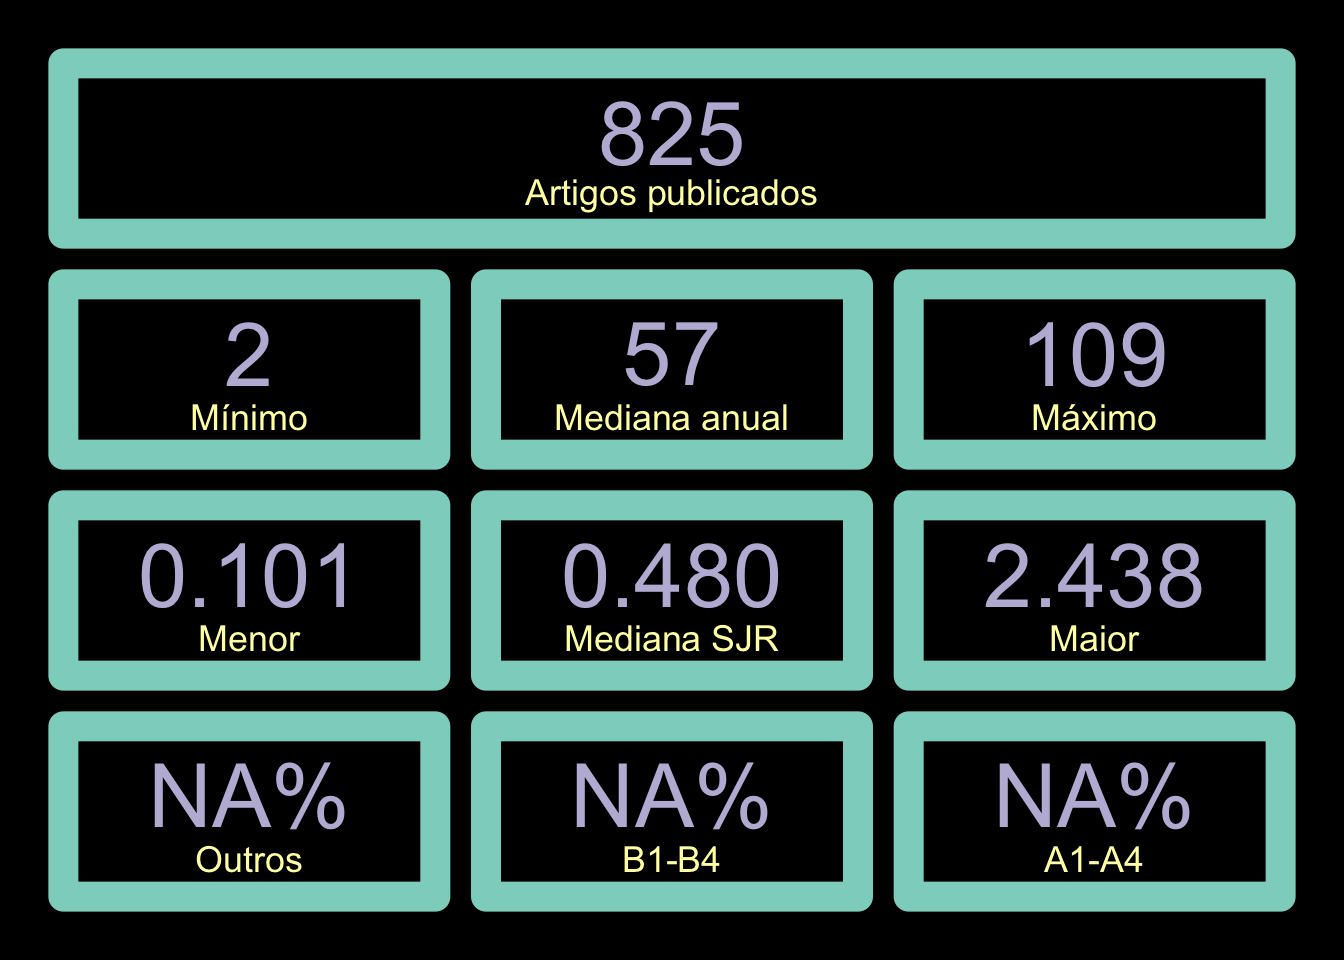 825
Artigos publicados
2
Mínimo
57
Mediana anual
109
Máximo
0.101
Menor
0.480
Mediana SJR
2.438
Maior
NA%
Outros
NA%
B1-B4
NA%
A1-A4